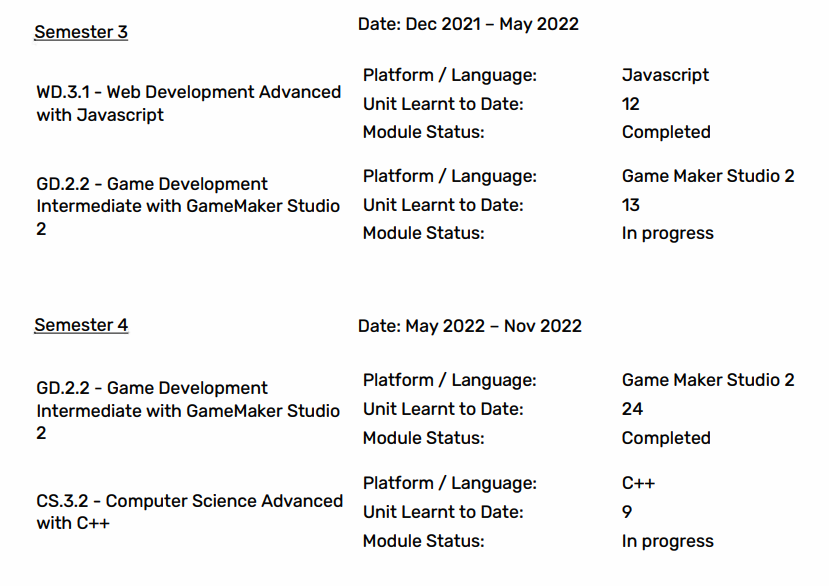 Semester 3
Date: Dec 2021 – May 2022
WD.3.1 - Web Development Advanced
with Javascript
Platform / Language: Javascript
Unit Learnt to Date: 12
Module Status: Completed
GD.2.2 - Game Development
Intermediate with GameMaker Studio
2
Platform / Language: Game Maker Studio 2
Unit Learnt to Date: 13
Module Status: In progress
Semester 4
Date: May 2022 – Nov 2022
GD.2.2 - Game Development
Intermediate with GameMaker Studio
2
Platform / Language: Game Maker Studio 2
Unit Learnt to Date: 24
Module Status: Completed
CS.3.2 - Computer Science Advanced
with C++
Platform / Language: C++
Unit Learnt to Date: 9
Module Status: In progress